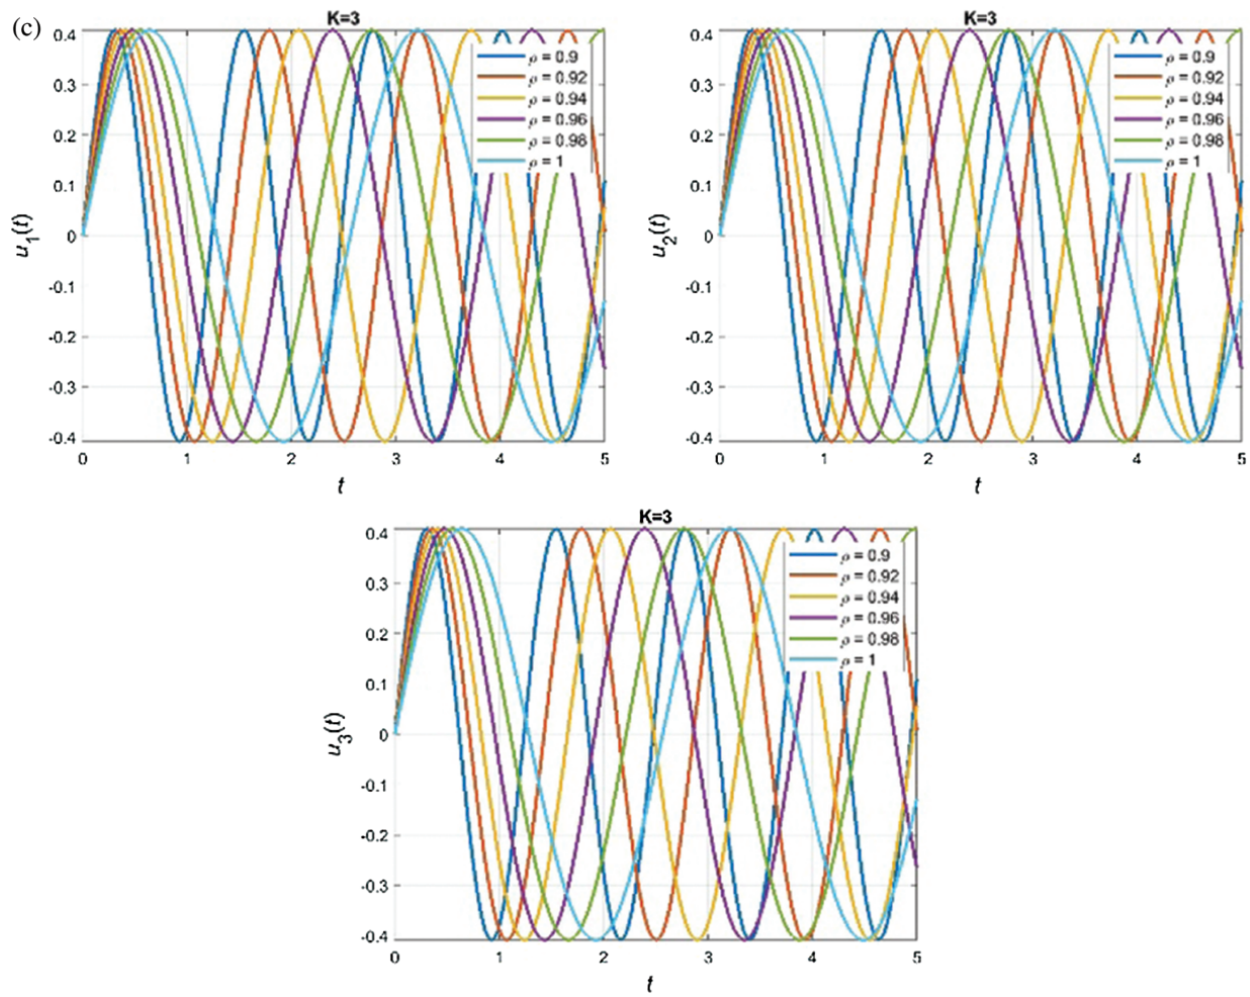 (c)
K=3
0.4
0.3
0.2
0.1
0
-0.1
-0.2
-0.3
-0.4
u1(t)
0 1 2 3 4 5
t
ρ = 0.9
ρ = 0.92
ρ = 0.94
ρ = 0.96
ρ = 0.98
ρ = 1
K=3
0.4
0.3
0.2
0.1
0
-0.1
-0.2
-0.3
-0.4
u2(t)
0 1 2 3 4 5
t
ρ = 0.9
ρ = 0.92
ρ = 0.94
ρ = 0.96
ρ = 0.98
ρ = 1
K=3
0.4
0.3
0.2
0.1
0
-0.1
-0.2
-0.3
-0.4
u3(t)
0 1 2 3 4 5
t
ρ = 0.9
ρ = 0.92
ρ = 0.94
ρ = 0.96
ρ = 0.98
ρ = 1